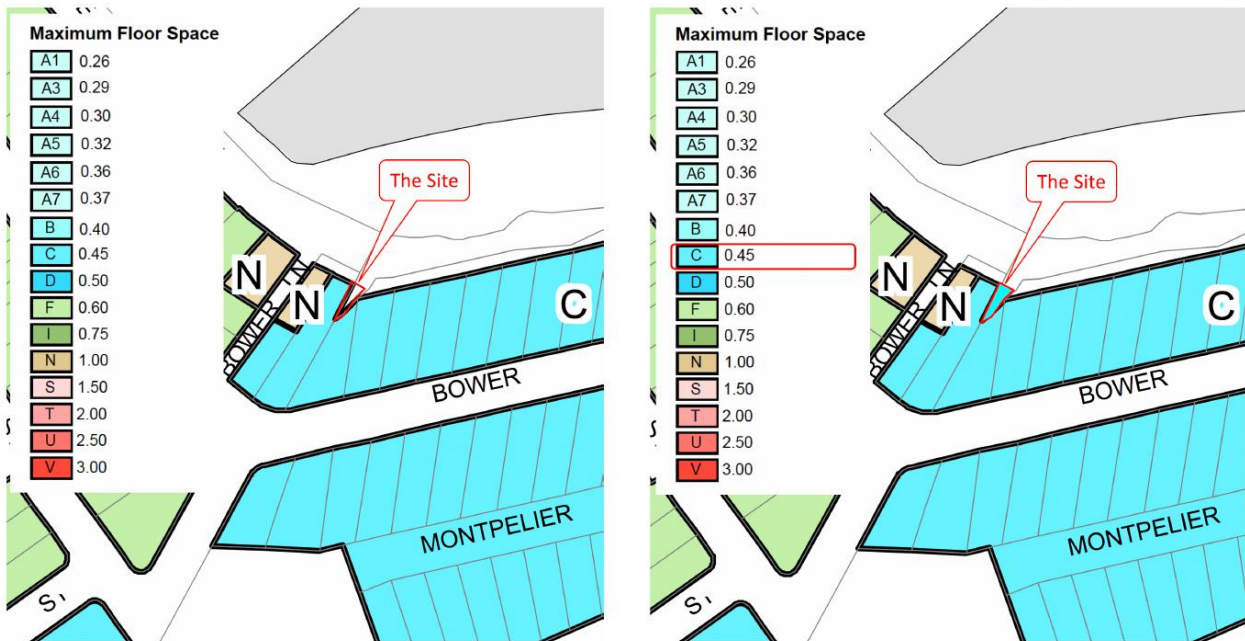 Maximum Floor Space
A1 0.26
A3 0.29
A4 0.30
A5 0.32
A6 0.36
A7 0.37
B 0.40
C 0.45
D 0.50
F 0.60
I 0.75
N 1.00
S 1.50
T 2.00
U 2.50
V 3.00
The Site
N
N
C
BOWER
BOWER
MONTPELIER
Maximum Floor Space
A1 0.26
A3 0.29
A4 0.30
A5 0.32
A6 0.36
A7 0.37
B 0.40
C 0.45
D 0.50
F 0.60
I 0.75
N 1.00
S 1.50
T 2.00
U 2.50
V 3.00
The Site
N
N
C
BOWER
BOWER
MONTPELIER